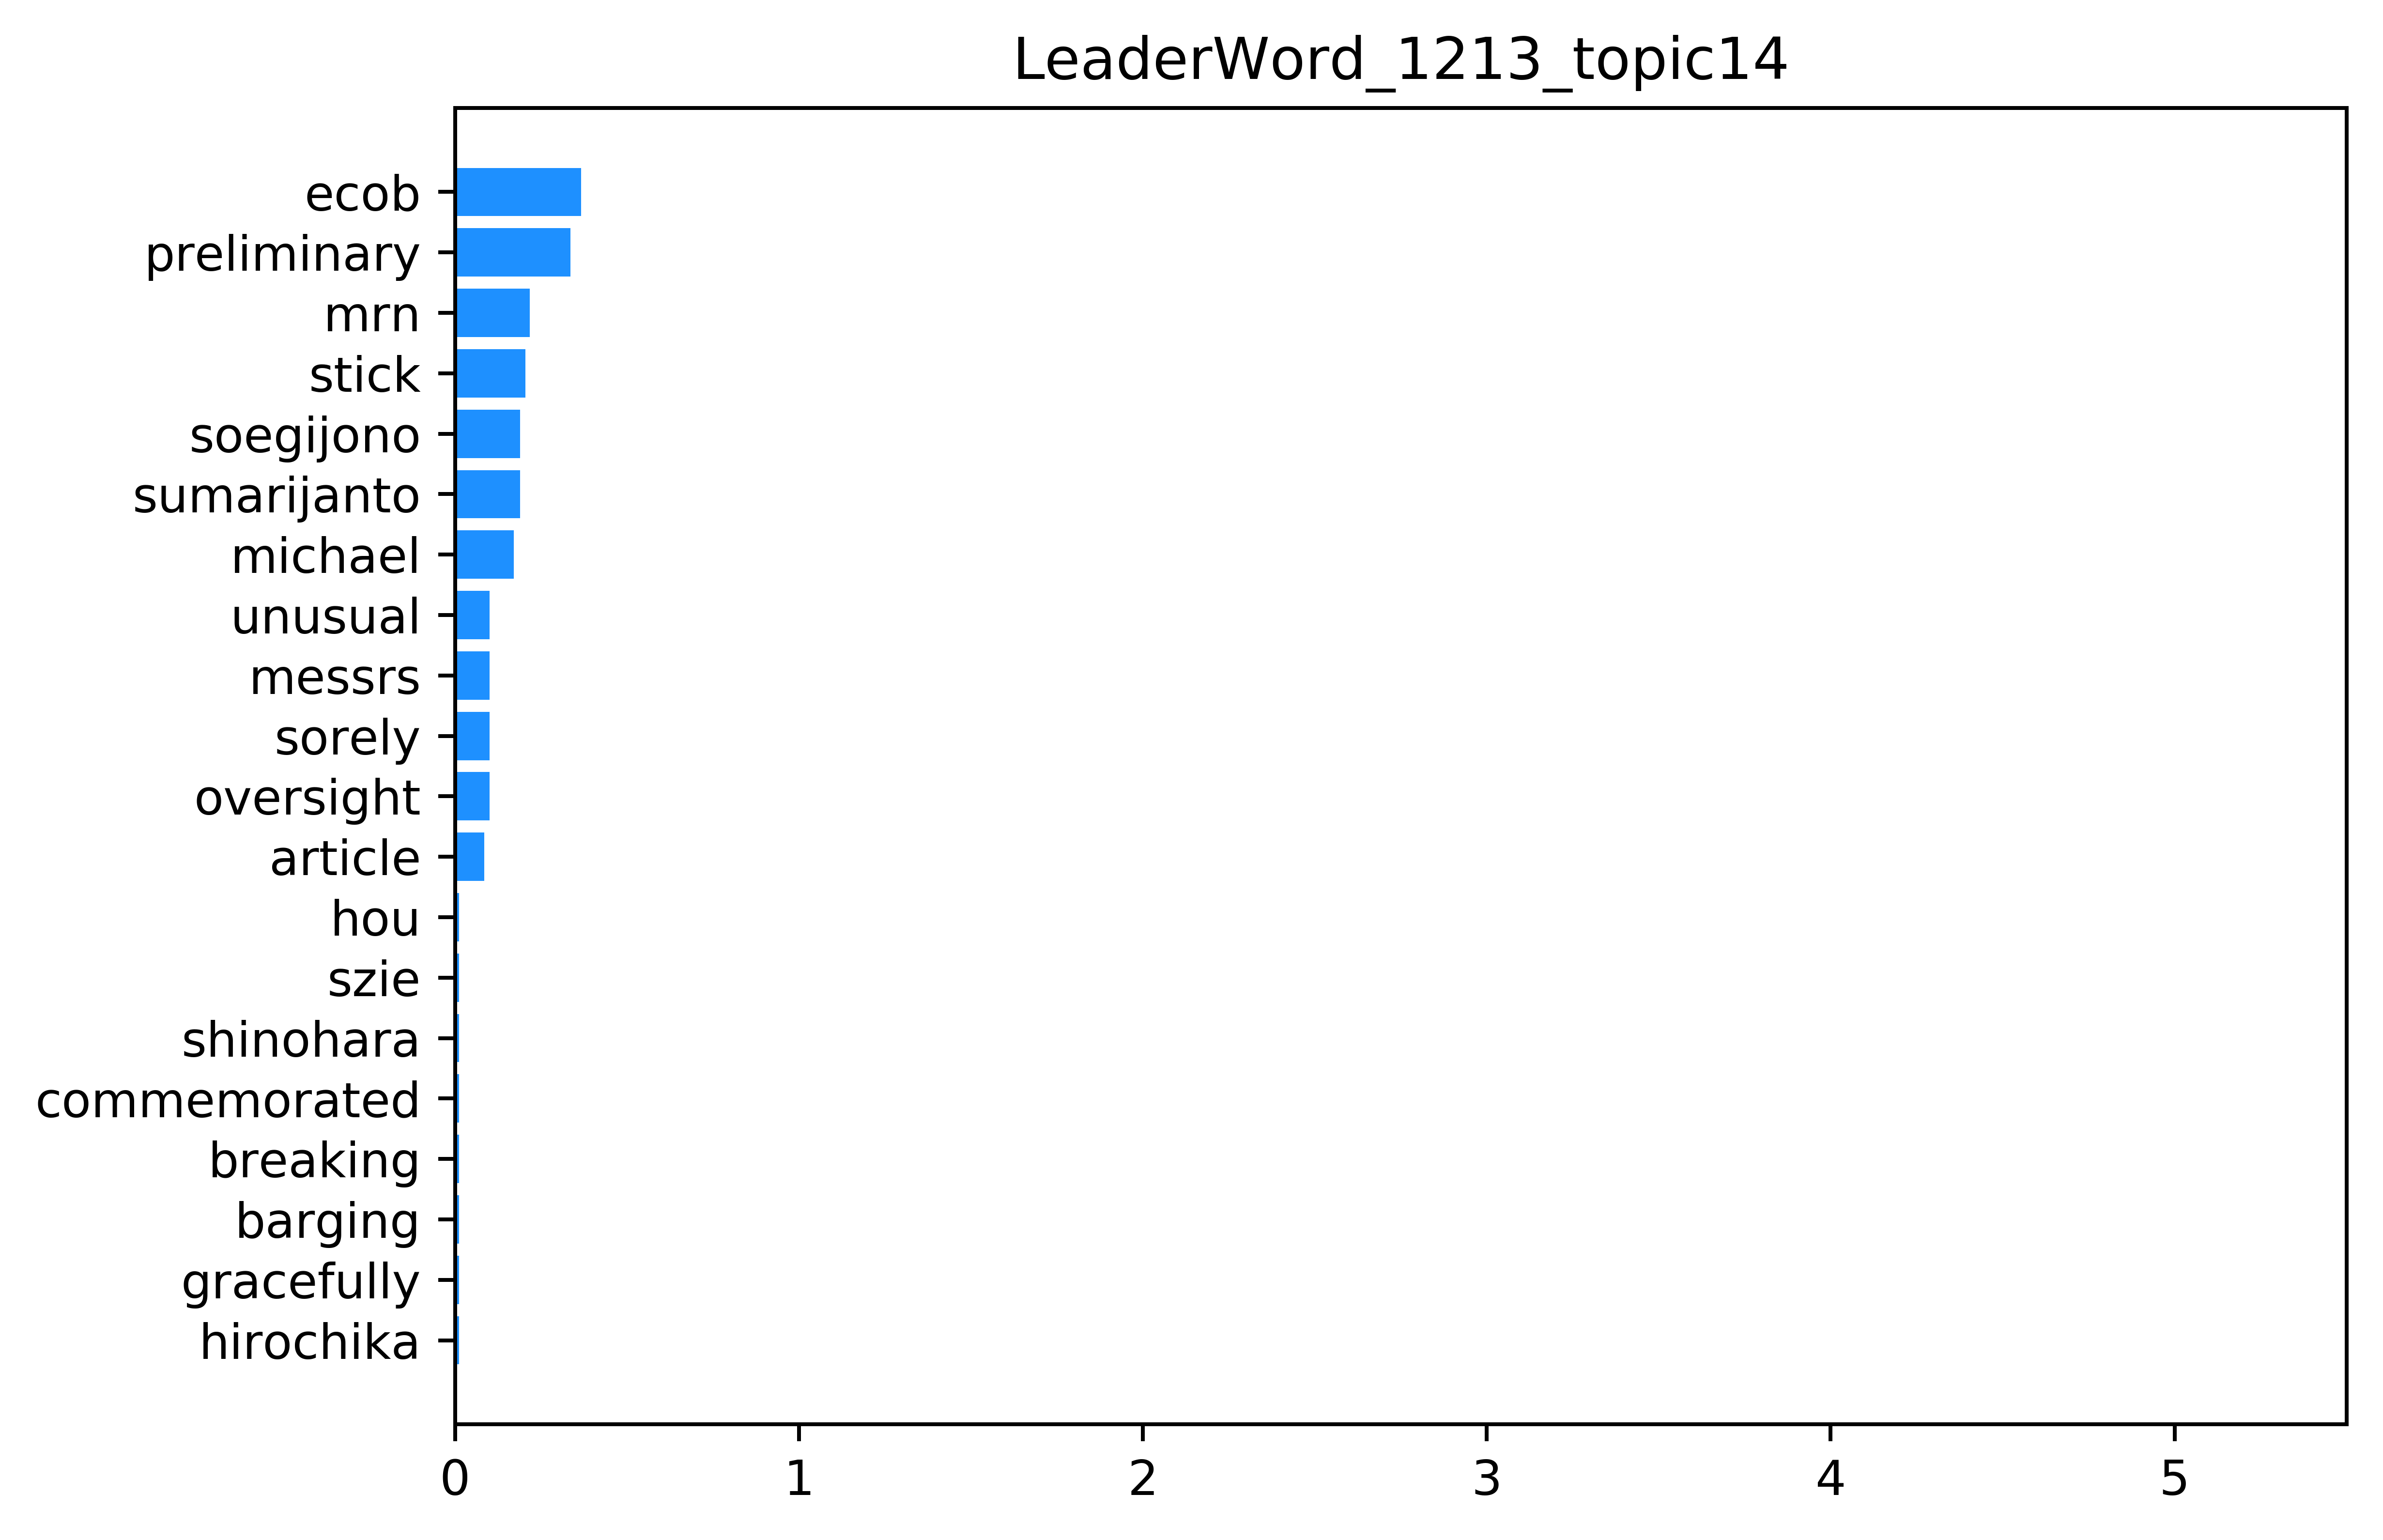 LeaderWord_1213_topic14
ecob
preliminary
mrn
stick
soegijono
sumarijanto
michael
unusual
messrs
sorely
oversight
article
hou
szie
shinohara
commemorated
breaking
barging
gracefully
hirochika
0 1 2 3 4 5